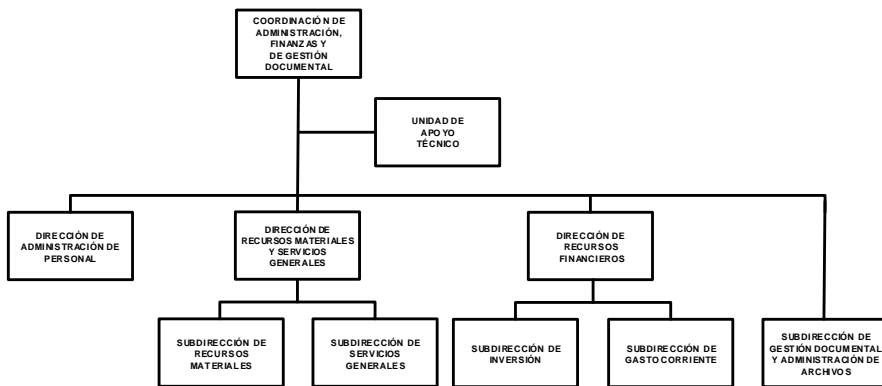 COORDINACIÓN DE
ADMINISTRACIÓN,
FINANZAS Y
DE GESTIÓN
DOCUMENTAL
UNIDAD DE
APOYO
TÉCNICO
DIRECCIÓN DE
ADMINISTRACIÓN DE
PERSONAL
DIRECCIÓN DE
RECURSOS MATERIALES
Y SERVICIOS
GENERALES
DIRECCIÓN DE
RECURSOS
FINANCIEROS
SUBDIRECCIÓN DE
RECURSOS
MATERIALES
SUBDIRECCIÓN DE
SERVICIOS
GENERALES
SUBDIRECCIÓN DE
INVERSIÓN
SUBDIRECCIÓN DE
GASTO CORRIENTE
SUBDIRECCIÓN DE
GESTIÓN DOCUMENTAL
Y ADMINISTRACIÓN DE
ARCHIVOS